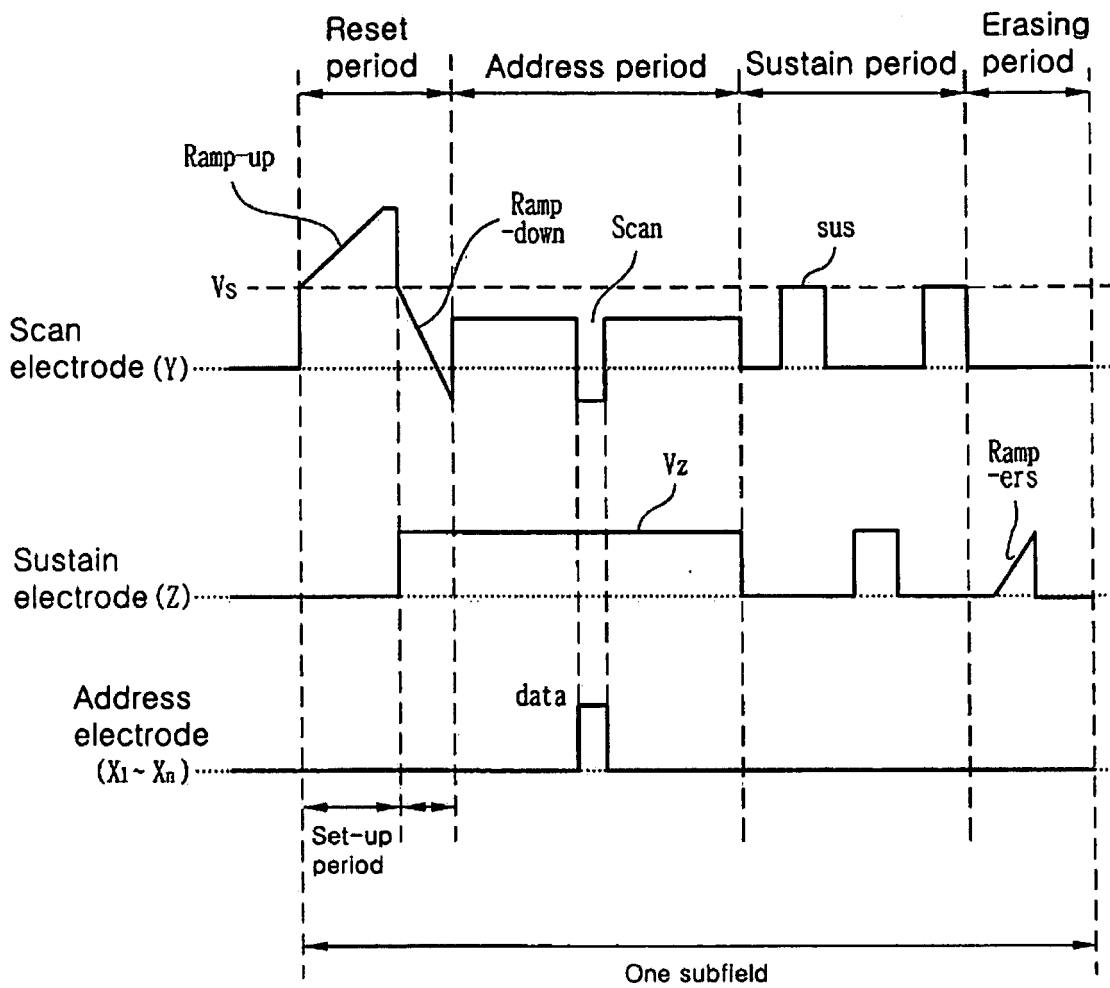 Reset
period
Address period
Sustain period
Erasing
period
Ramp-up
Ramp
-down
Scan
sus
Vs
Scan
electrode (Y)
Vz
Ramp
-ers
Sustain
electrode (Z)
data
Address
electrode
(X1 ~ Xn)
Set-up
period
One subfield